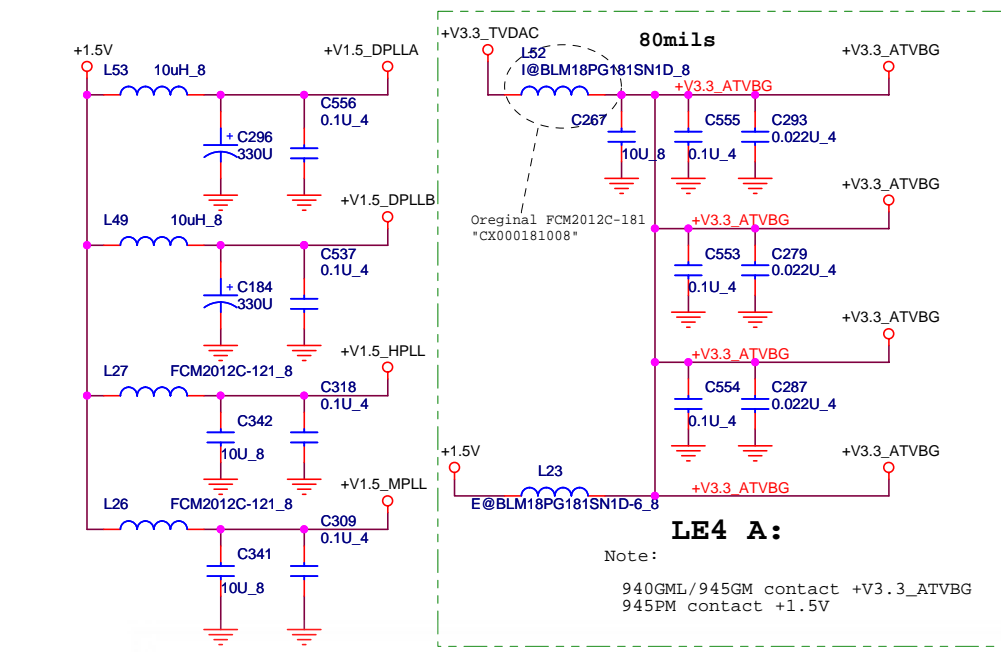 +1.5V
L53
10uH_8
+V1.5_DPLLA
C556
0.1U_4
+ C296
330U
L49
10uH_8
+V1.5_DPLLB
C537
0.1U_4
+ C184
330U
L27
FCM2012C-121_8
+V1.5_HPLL
C318
0.1U_4
C342
10U_8
L26
FCM2012C-121_8
+V1.5_MPLL
C309
0.1U_4
C341
10U_8
+V3.3_TVDAC
L52
I@BLM18PG181SN1D_8
80mils
+V3.3_ATVBG
+V3.3_ATVBG
C267
10U_8
C555
0.1U_4
C293
0.022U_4
Oreginal FCM2012C-181
"CX000181008"
+V3.3_ATVBG
+V3.3_ATVBG
C553
0.1U_4
C279
0.022U_4
+V3.3_ATVBG
+V3.3_ATVBG
C554
0.1U_4
C287
0.022U_4
+1.5V
L23
E@BLM18PG181SN1D-6_8
+V3.3_ATVBG
+V3.3_ATVBG
LE4 A:
Note:
940GML/945GM contact +V3.3_ATVBG
945PM contact +1.5V